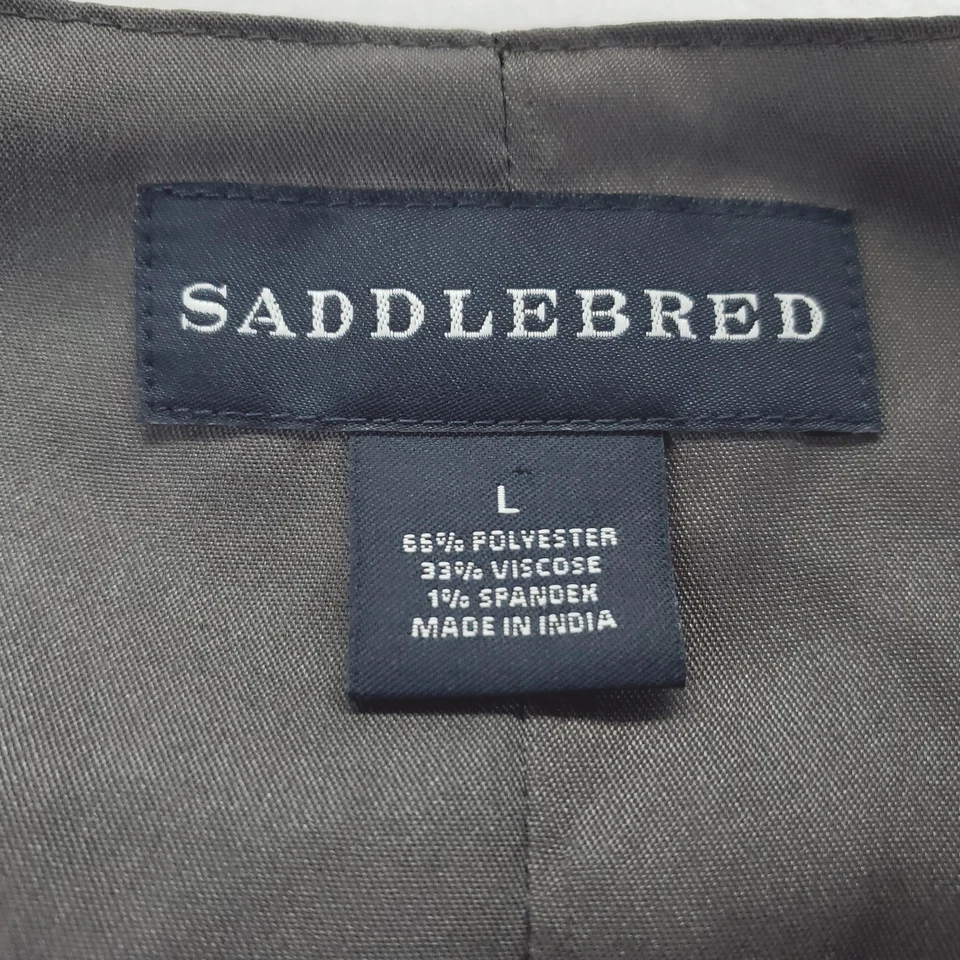 SADDLEBRED
L
66% POLYESTER
33% VISCOSE
1% SPANDEX
MADE IN INDIA